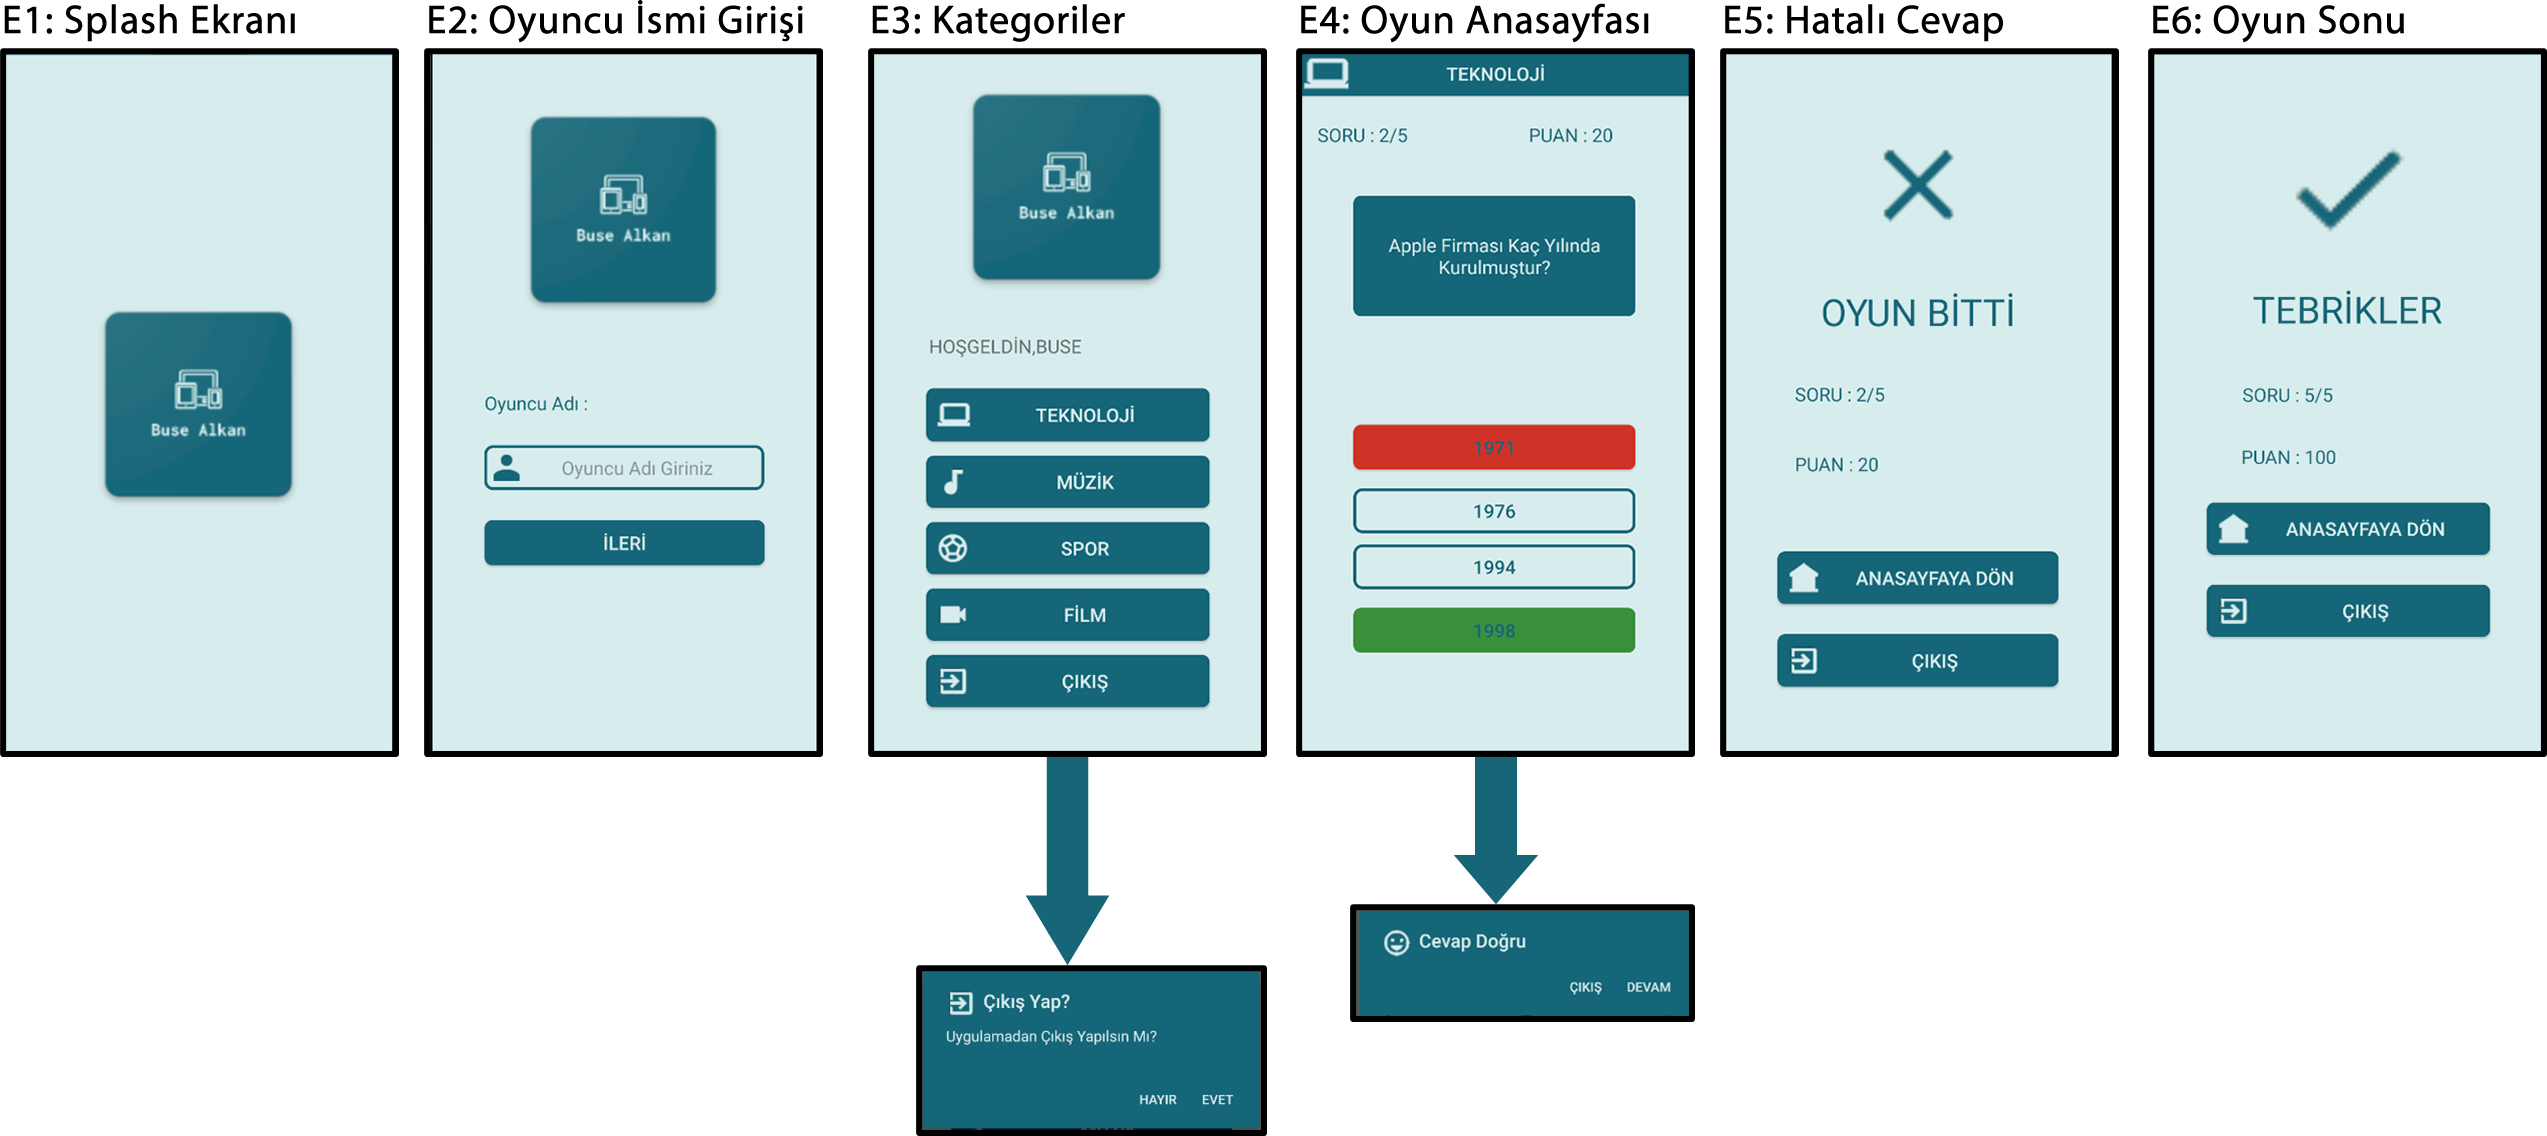 E1: Splash Ekranı
Buse Alkan
E2: Oyuncu İsmi Girişi
Buse Alkan
Oyuncu Adı :
Oyuncu Adı Giriniz
İLERİ
E3: Kategoriler
Buse Alkan
HOŞGELDİN,BUSE
TEKNOLOJİ
MÜZİK
SPOR
FİLM
ÇIKIŞ
Çıkış Yap?
Uygulamadan Çıkış Yapılsın Mı?
HAYIR EVET
E4: Oyun Anasayfası
TEKNOLOJİ
SORU : 2/5 PUAN : 20
Apple Firması Kaç Yılında
Kurulmuştur?
1971
1976
1994
1998
Cevap Doğru
ÇIKIŞ DEVAM
E5: Hatalı Cevap
OYUN BİTTİ
SORU : 2/5
PUAN : 20
ANASAYFAYA DÖN
ÇIKIŞ
E6: Oyun Sonu
TEBRİKLER
SORU : 5/5
PUAN : 100
ANASAYFAYA DÖN
ÇIKIŞ